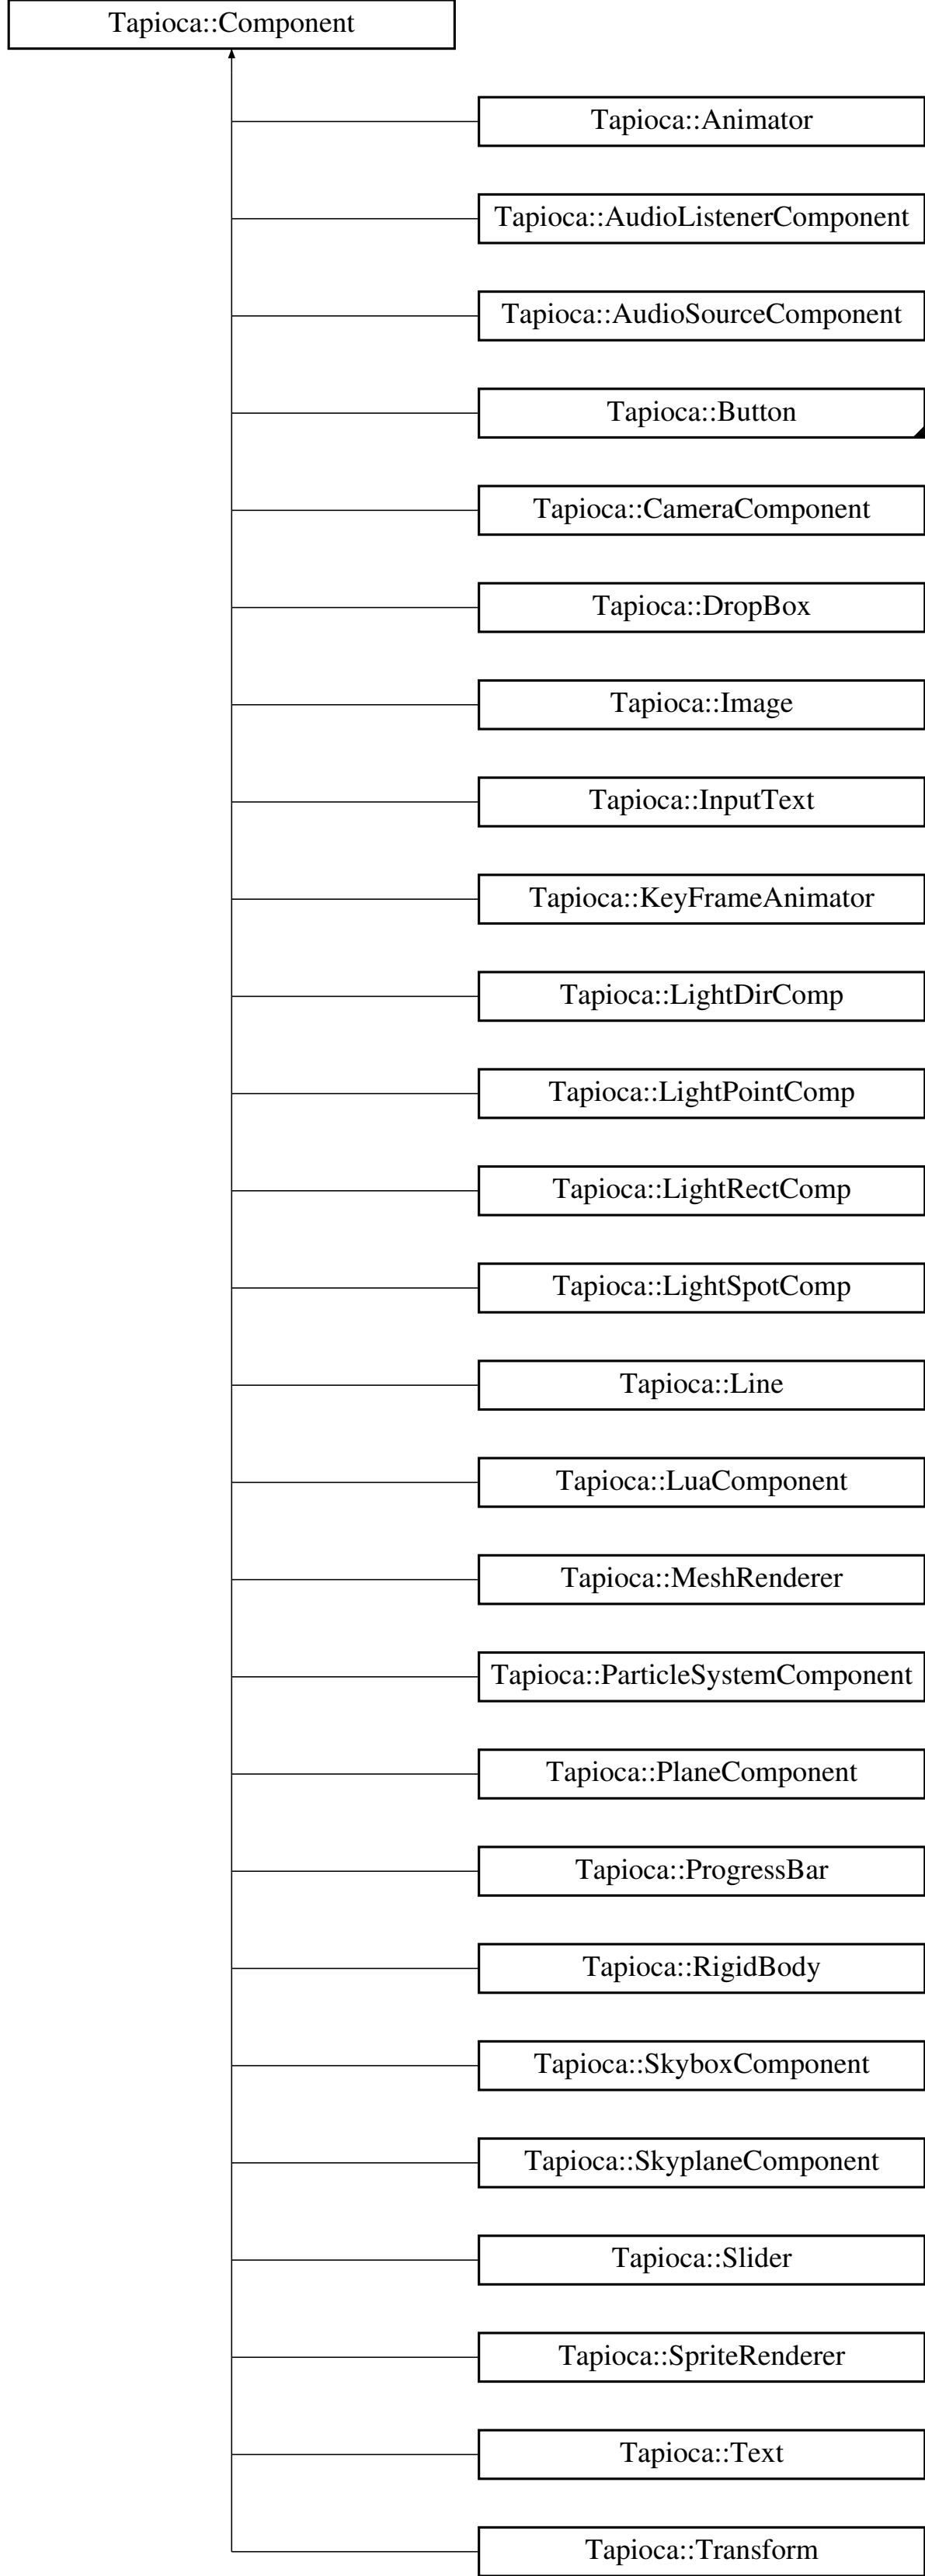 Tapioca::Component
Tapioca::Animator
Tapioca::AudioListenerComponent
Tapioca::AudioSourceComponent
Tapioca::Button
Tapioca::CameraComponent
Tapioca::DropBox
Tapioca::Image
Tapioca::InputText
Tapioca::KeyFrameAnimator
Tapioca::LightDirComp
Tapioca::LightPointComp
Tapioca::LightRectComp
Tapioca::LightSpotComp
Tapioca::Line
Tapioca::LuaComponent
Tapioca::MeshRenderer
Tapioca::ParticleSystemComponent
Tapioca::PlaneComponent
Tapioca::ProgressBar
Tapioca::RigidBody
Tapioca::SkyboxComponent
Tapioca::SkyplaneComponent
Tapioca::Slider
Tapioca::SpriteRenderer
Tapioca::Text
Tapioca::Transform